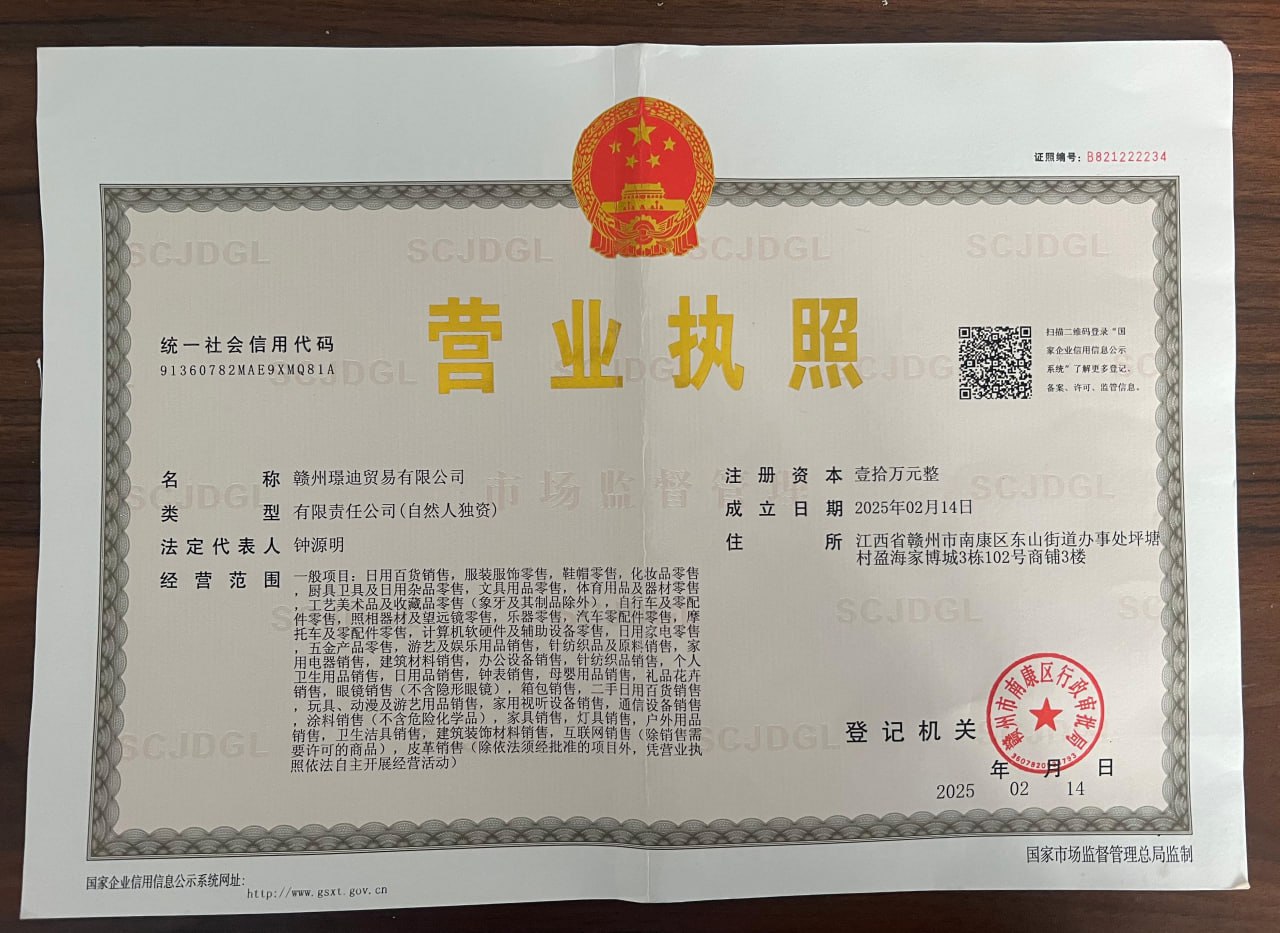 证照编号：B821222234
营业执照
统一社会信用代码
91360782MAE9XMQ81A
扫描二维码登录“国
家企业信用信息公示
系统”了解更多登记、
备案、许可、监管信息。
名称 赣州璟迪贸易有限公司
类型 有限责任公司(自然人独资)
法定代表人 钟源明
经营范围 一般项目：日用百货销售，服装服饰零售，鞋帽零售，化妆品零售
，厨具卫具及日用杂品零售，文具用品零售，体育用品及器材零售
，工艺美术品及收藏品零售（象牙及其制品除外），自行车及零配
件零售，照相器材及望远镜零售，乐器零售，汽车零配件零售，摩
托车及零配件零售，计算机软硬件及辅助设备零售，日用家电零售
，五金产品零售，游艺及娱乐用品销售，针纺织品及原料销售，家
用电器销售，建筑材料销售，办公设备销售，针纺织品销售，个人
卫生用品销售，日用品销售，钟表销售，母婴用品销售，礼品花卉
销售，眼镜销售（不含隐形眼镜），箱包销售，二手日用百货销售
，玩具、动漫及游艺用品销售，家用视听设备销售，通信设备销售
，涂料销售（不含危险化学品），家具销售，灯具销售，户外用品
销售，卫生洁具销售，建筑装饰材料销售，互联网销售（除销售需
要许可的商品），皮革销售（除依法须经批准的项目外，凭营业执
照依法自主开展经营活动）
注册资本 壹拾万元整
成立日期 2025年02月14日
住所 江西省赣州市南康区东山街道办事处坪塘
村盈海家博城3栋102号商铺3楼
登记机关
赣州市南康区行政审批局
年 月 日
2025 02 14
国家企业信用信息公示系统网址：
http://www.gsxt.gov.cn
国家市场监督管理总局监制
SCJDGL
市场监督管理